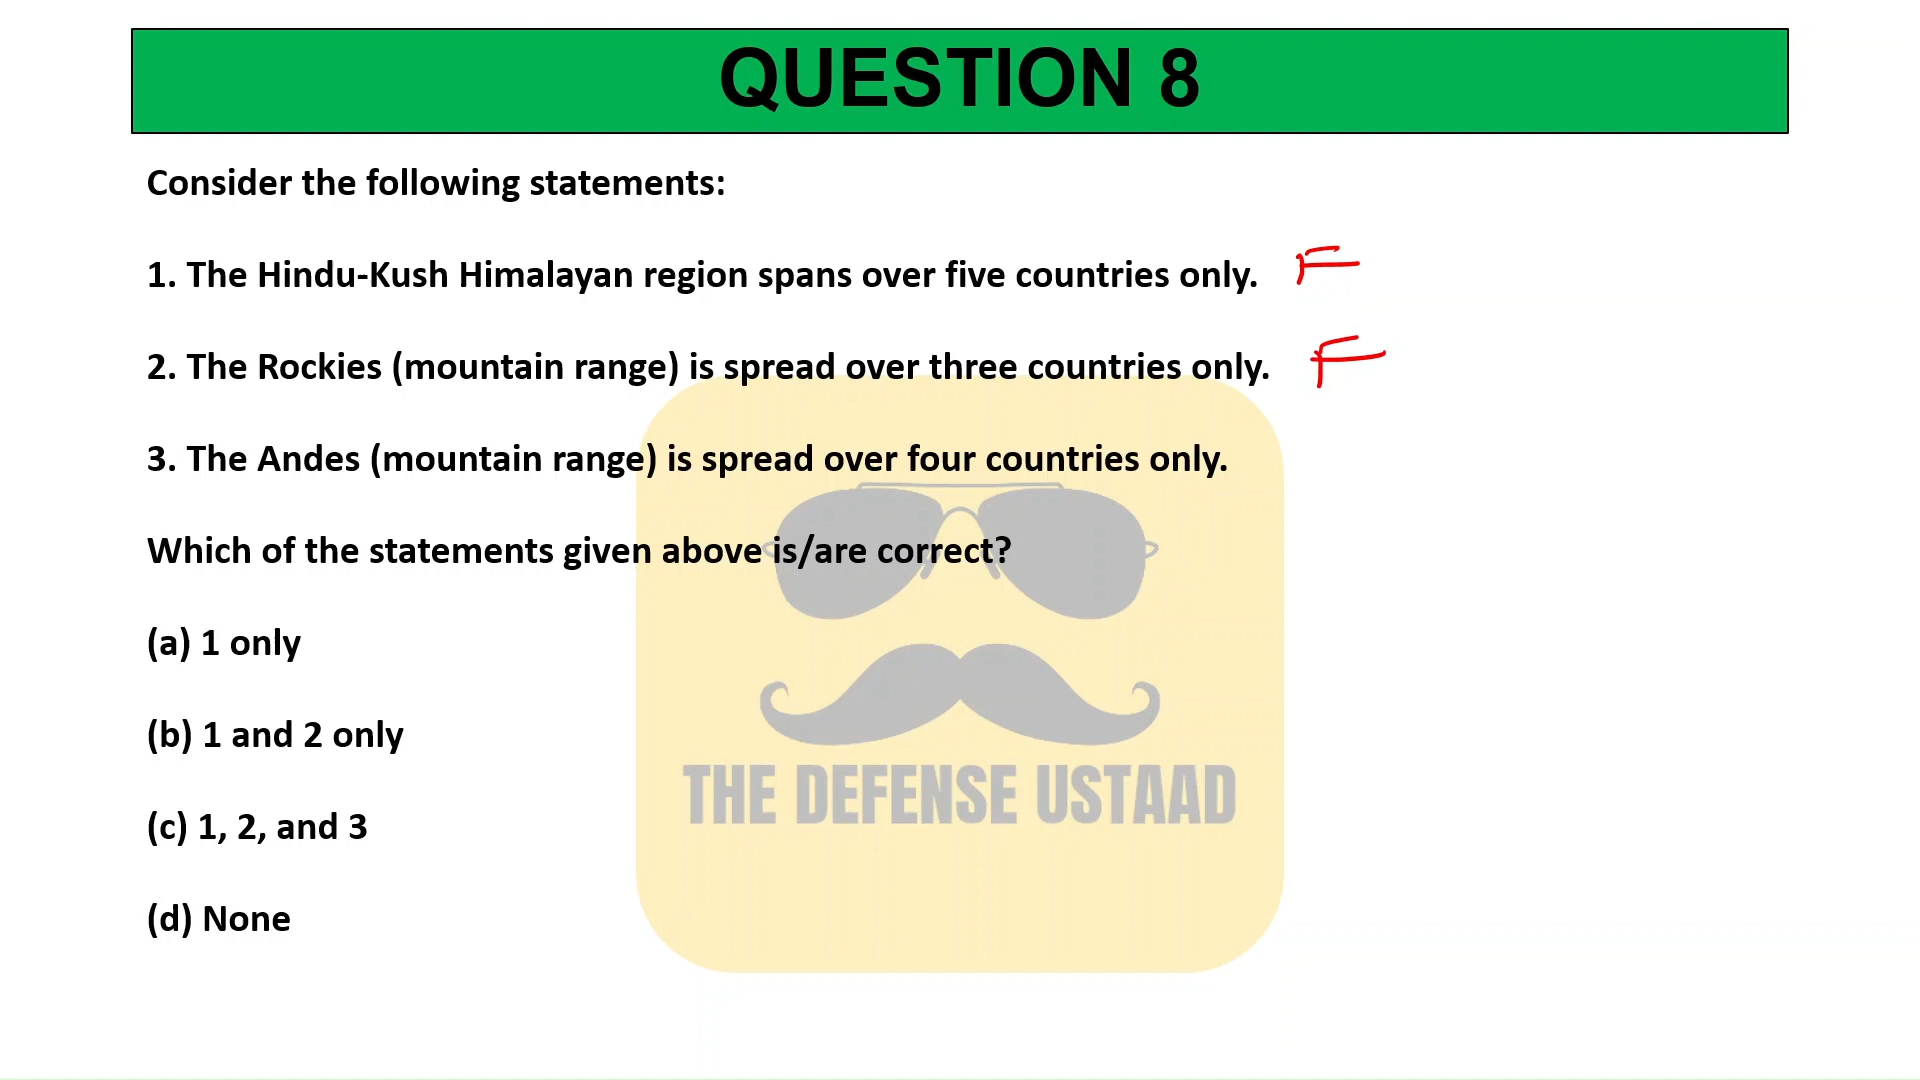 QUESTION 8
Consider the following statements:
1. The Hindu-Kush Himalayan region spans over five countries only. F
2. The Rockies (mountain range) is spread over three countries only. F
3. The Andes (mountain range) is spread over four countries only.
Which of the statements given above is/are correct?
(a) 1 only
(b) 1 and 2 only
THE DEFENSE USTAAD
(c) 1, 2, and 3
(d) None